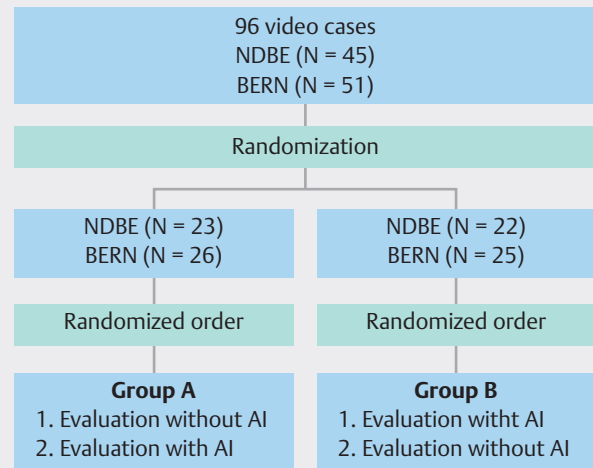 96 video cases
NDBE (N = 45)
BERN (N = 51)
Randomization
NDBE (N = 23)
BERN (N = 26)
NDBE (N = 22)
BERN (N = 25)
Randomized order
Randomized order
Group A
1. Evaluation without AI
2. Evaluation with AI
Group B
1. Evaluation witht AI
2. Evaluation without AI